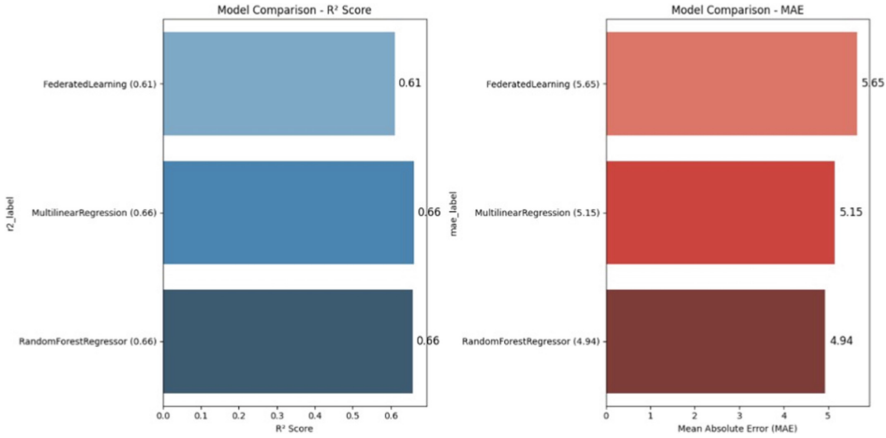 Model Comparison - R² Score
r2_label
FederatedLearning (0.61)
0.61
MultilinearRegression (0.66)
0.66
RandomForestRegressor (0.66)
0.66
0.0 0.1 0.2 0.3 0.4 0.5 0.6
R² Score
Model Comparison - MAE
mae_label
FederatedLearning (5.65)
5.65
MultilinearRegression (5.15)
5.15
RandomForestRegressor (4.94)
4.94
0 1 2 3 4 5
Mean Absolute Error (MAE)